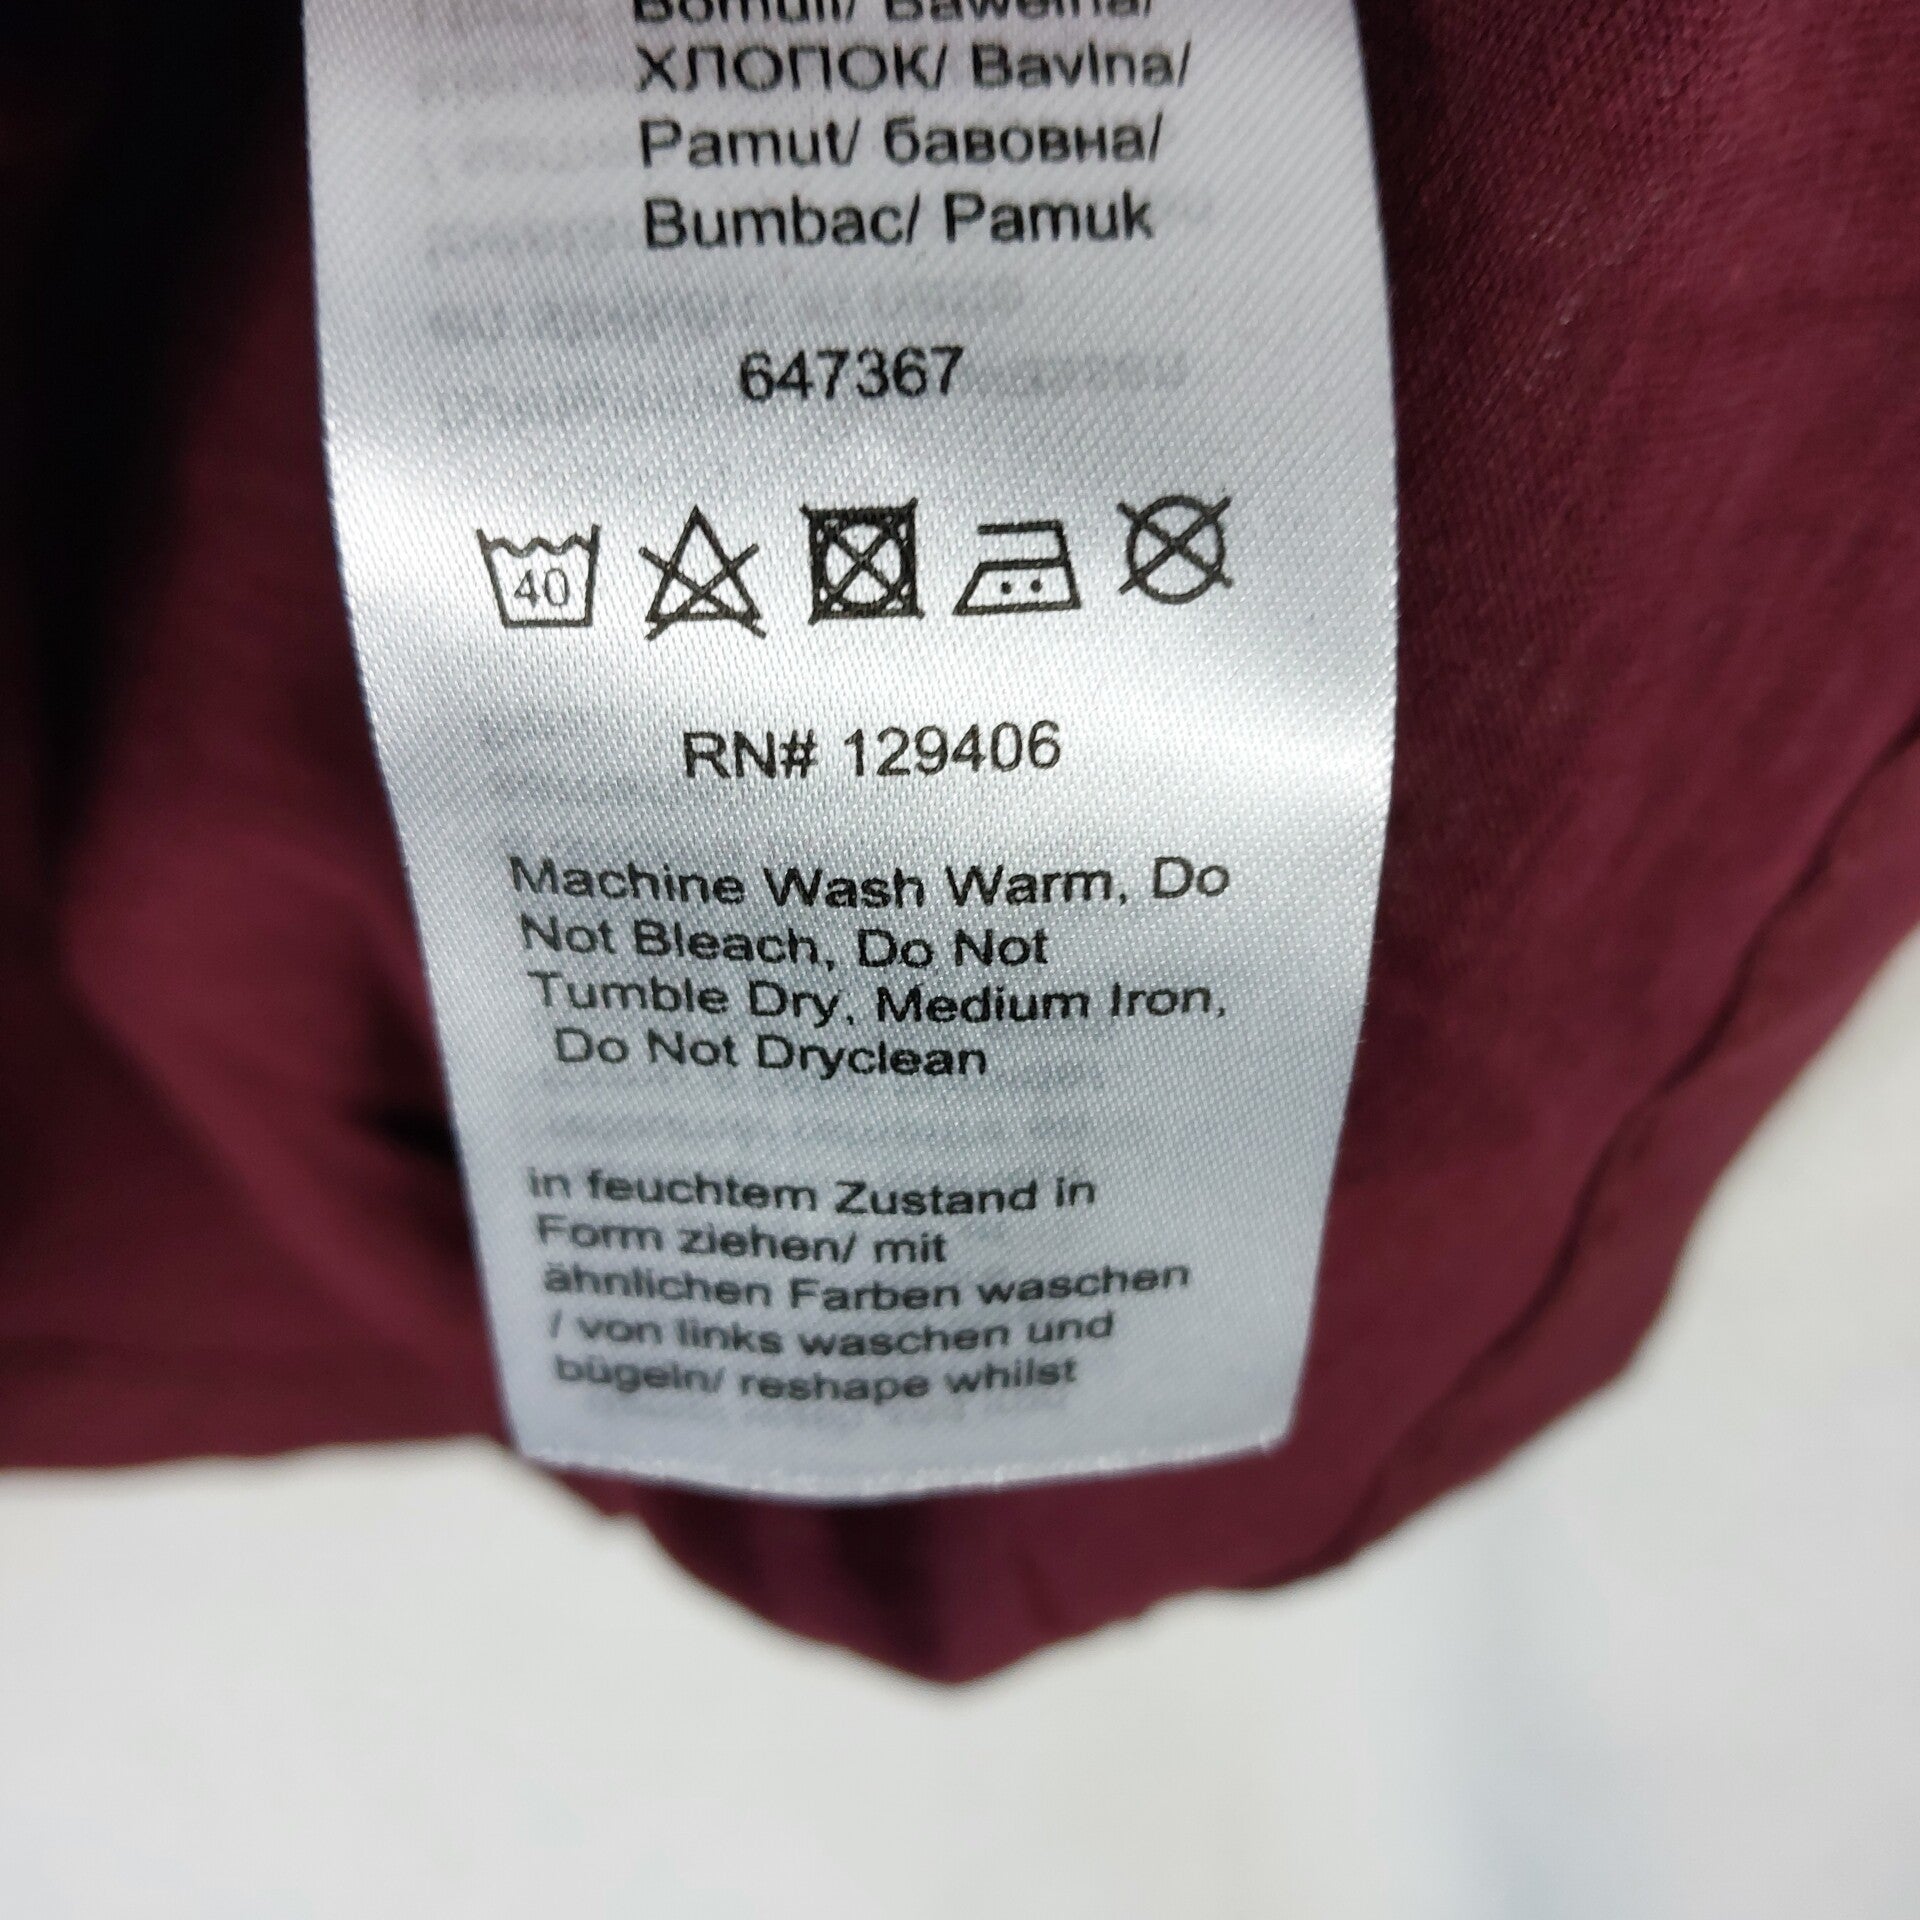 Bomull/ Bawełna/
ХЛОПОК/ Bavlna/
Pamut/ бавовна/
Bumbac/ Pamuk
647367
40
RN# 129406
Machine Wash Warm, Do
Not Bleach, Do Not
Tumble Dry, Medium Iron,
Do Not Dryclean
in feuchtem Zustand in
Form ziehen/ mit
ähnlichen Farben waschen
/ von links waschen und
bügeln/ reshape whilst